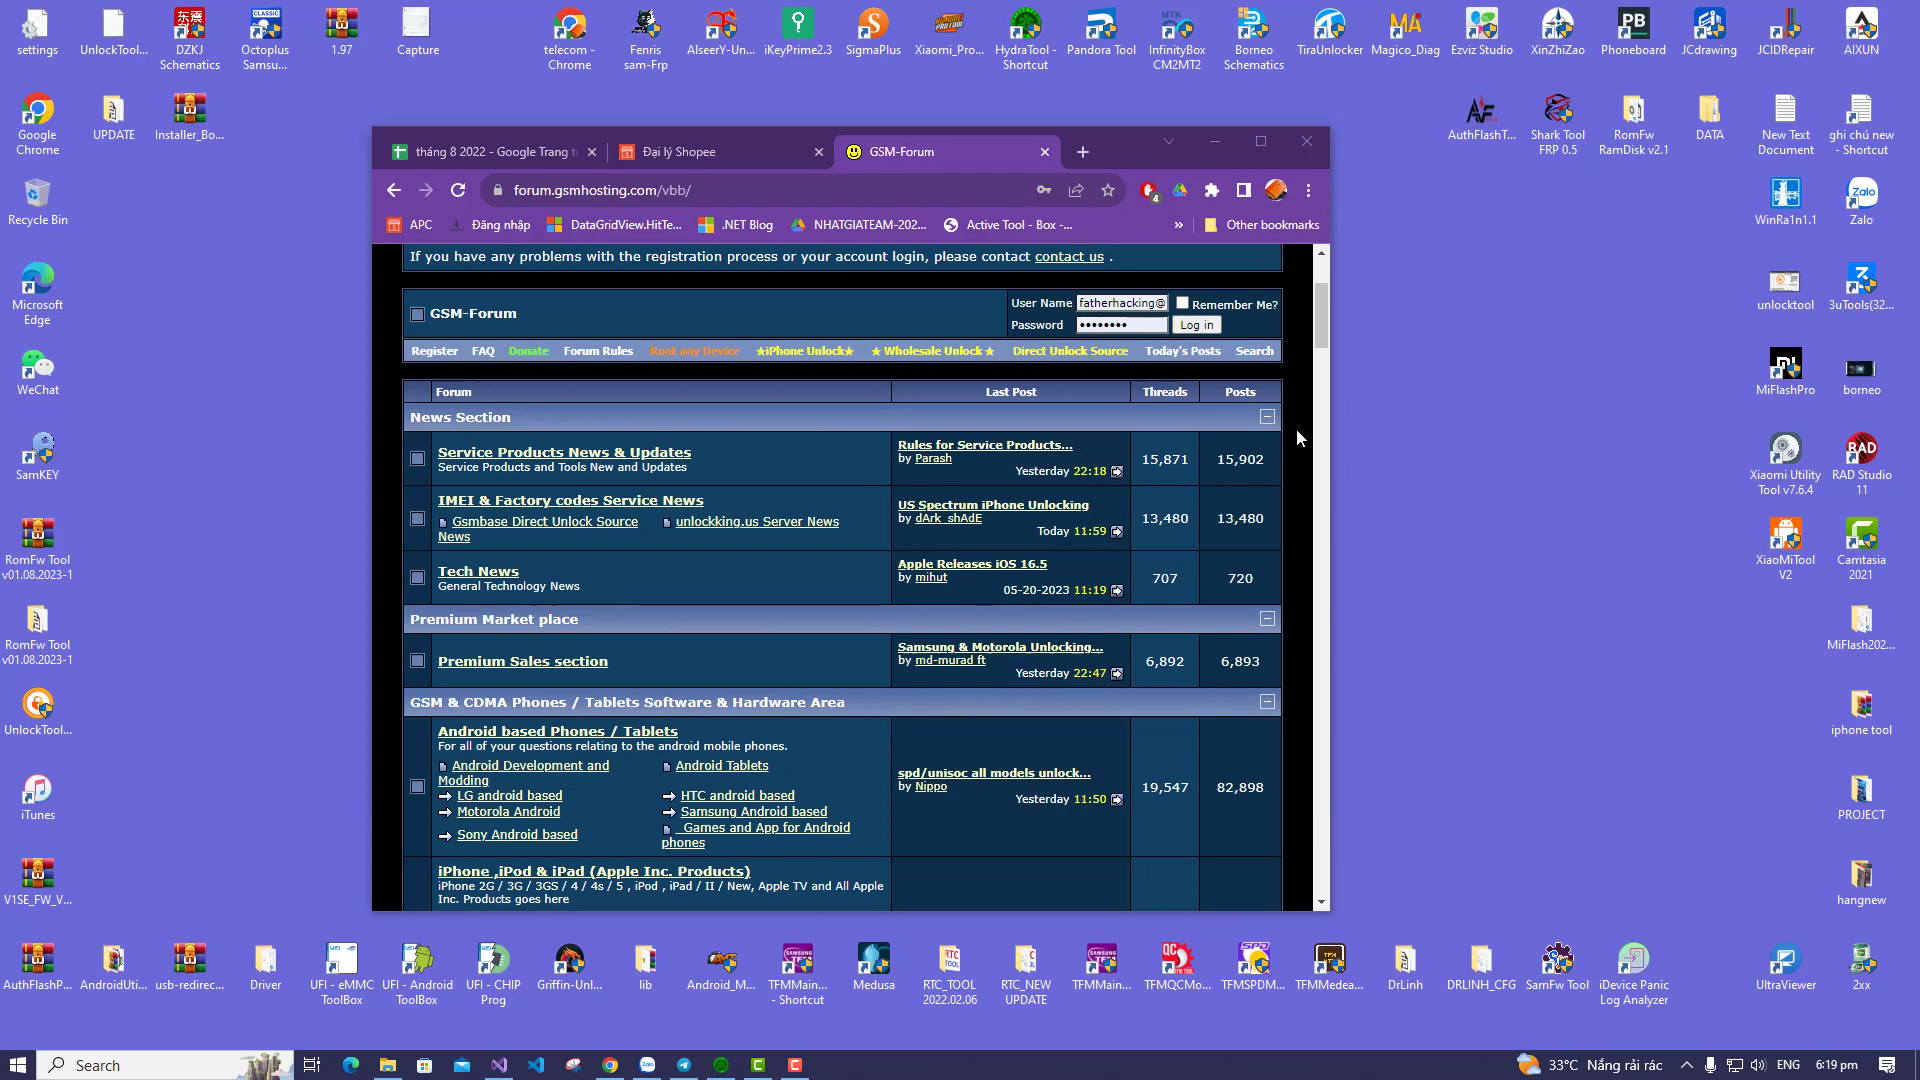 settings
UnlockTool...
DZKJ Schematics
Octoplus Samsu...
1.97
Capture
telecom - Chrome
Fenris sam-Frp
AlseerY-Un...
iKeyPrime2.3
SigmaPlus
Xiaomi_Pro...
HydraTool - Shortcut
Pandora Tool
InfinityBox CM2MT2
Borneo Schematics
TiraUnlocker
Magico_Diag
Ezviz Studio
XinZhiZao
Phoneboard
JCdrawing
JCIDRepair
AIXUN
Google Chrome
UPDATE
Installer_Bo...
AuthFlashT...
Shark Tool FRP 0.5
RomFw RamDisk v2.1
DATA
New Text Document
ghi chú new - Shortcut
tháng 8 2022 - Google Trang t
Đại lý Shopee
GSM-Forum
forum.gsmhosting.com/vbb/
APC
Đăng nhập
DataGridView.HitTe...
.NET Blog
NHATGIATEAM-202...
Active Tool - Box -...
»
Other bookmarks
If you have any problems with the registration process or your account login, please contact contact us .
GSM-Forum
User Name fatherhacking@
Remember Me?
Password ••••••••
Log in
Register FAQ Donate Forum Rules Root any Device ★iPhone Unlock★ ★ Wholesale Unlock ★ Direct Unlock Source Today's Posts Search
Forum Last Post Threads Posts
News Section
Service Products News & Updates
Service Products and Tools New and Updates
Rules for Service Products...
by Parash
Yesterday 22:18
15,871 15,902
IMEI & Factory codes Service News
Gsmbase Direct Unlock Source News
unlockking.us Server News
US Spectrum iPhone Unlocking
by dArk_shAdE
Today 11:59
13,480 13,480
Tech News
General Technology News
Apple Releases iOS 16.5
by mihut
05-20-2023 11:19
707 720
Premium Market place
Premium Sales section
Samsung & Motorola Unlocking...
by md-murad ft
Yesterday 22:47
6,892 6,893
GSM & CDMA Phones / Tablets Software & Hardware Area
Android based Phones / Tablets
For all of your questions relating to the android mobile phones.
Android Development and Modding
Android Tablets
LG android based
HTC android based
Motorola Android
Samsung Android based
Sony Android based
Games and App for Android phones
spd/unisoc all models unlock...
by Nippo
Yesterday 11:50
19,547 82,898
iPhone ,iPod & iPad (Apple Inc. Products)
iPhone 2G / 3G / 3GS / 4 / 4s / 5 , iPod , iPad / II / New, Apple TV and All Apple
Inc. Products goes here
Recycle Bin
Microsoft Edge
WeChat
SamKEY
RomFw Tool v01.08.2023-1
RomFw Tool v01.08.2023-1
UnlockTool...
iTunes
V1SE_FW_V...
WinRa1n1.1
Zalo
unlocktool
3uTools(32...
MiFlashPro
borneo
Xiaomi Utility Tool v7.6.4
RAD Studio 11
XiaoMiTool V2
Camtasia 2021
MiFlash202...
iphone tool
PROJECT
hangnew
AuthFlashP...
AndroidUti...
usb-redirec...
Driver
UFI - eMMC ToolBox
UFI - Android ToolBox
UFI - CHIP Prog
Griffin-Unl...
lib
Android_M...
TFMMain... - Shortcut
Medusa
RTC_TOOL 2022.02.06
RTC_NEW UPDATE
TFMMain...
TFMQCMo...
TFMSPDM...
TFMMedea...
DrLinh
DRLINH_CFG
SamFw Tool
iDevice Panic Log Analyzer
UltraViewer
2xx
Search
33°C Nắng rải rác
ENG
6:19 pm